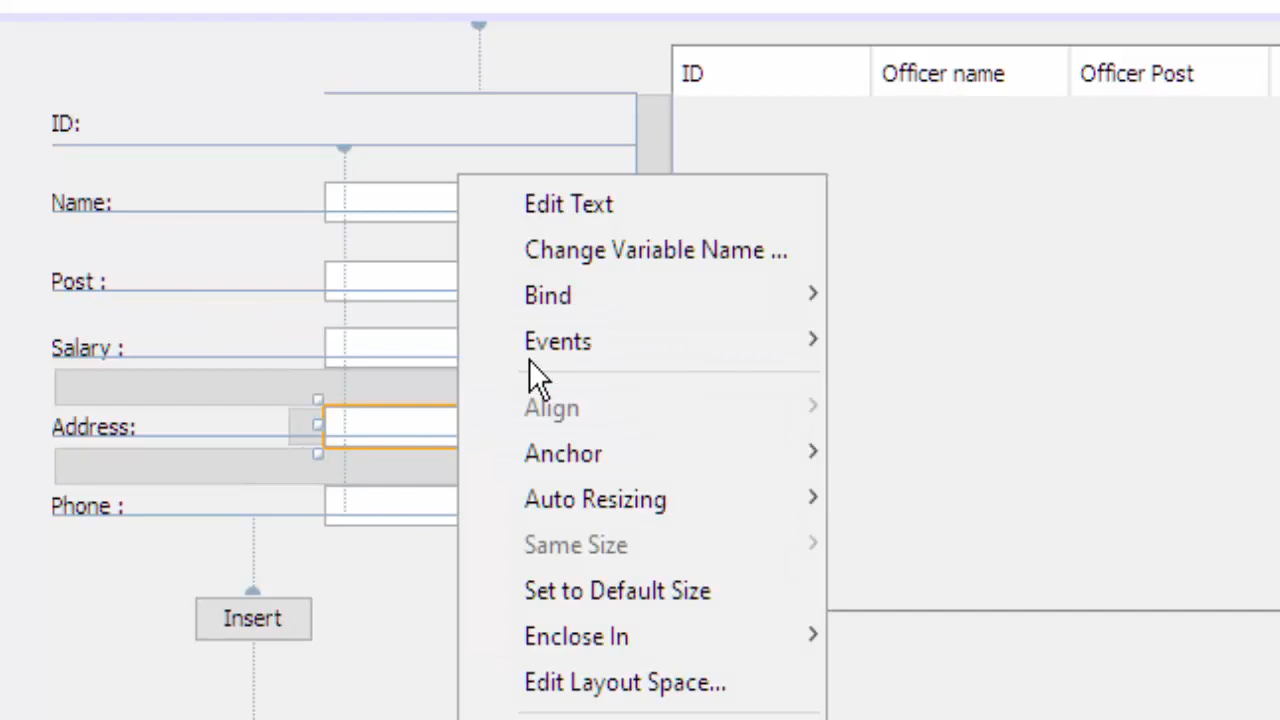 ID Officer name Officer Post
ID:
Name:
Post :
Salary :
Address:
Phone :
Insert
Edit Text
Change Variable Name ...
Bind
Events
Align
Anchor
Auto Resizing
Same Size
Set to Default Size
Enclose In
Edit Layout Space...